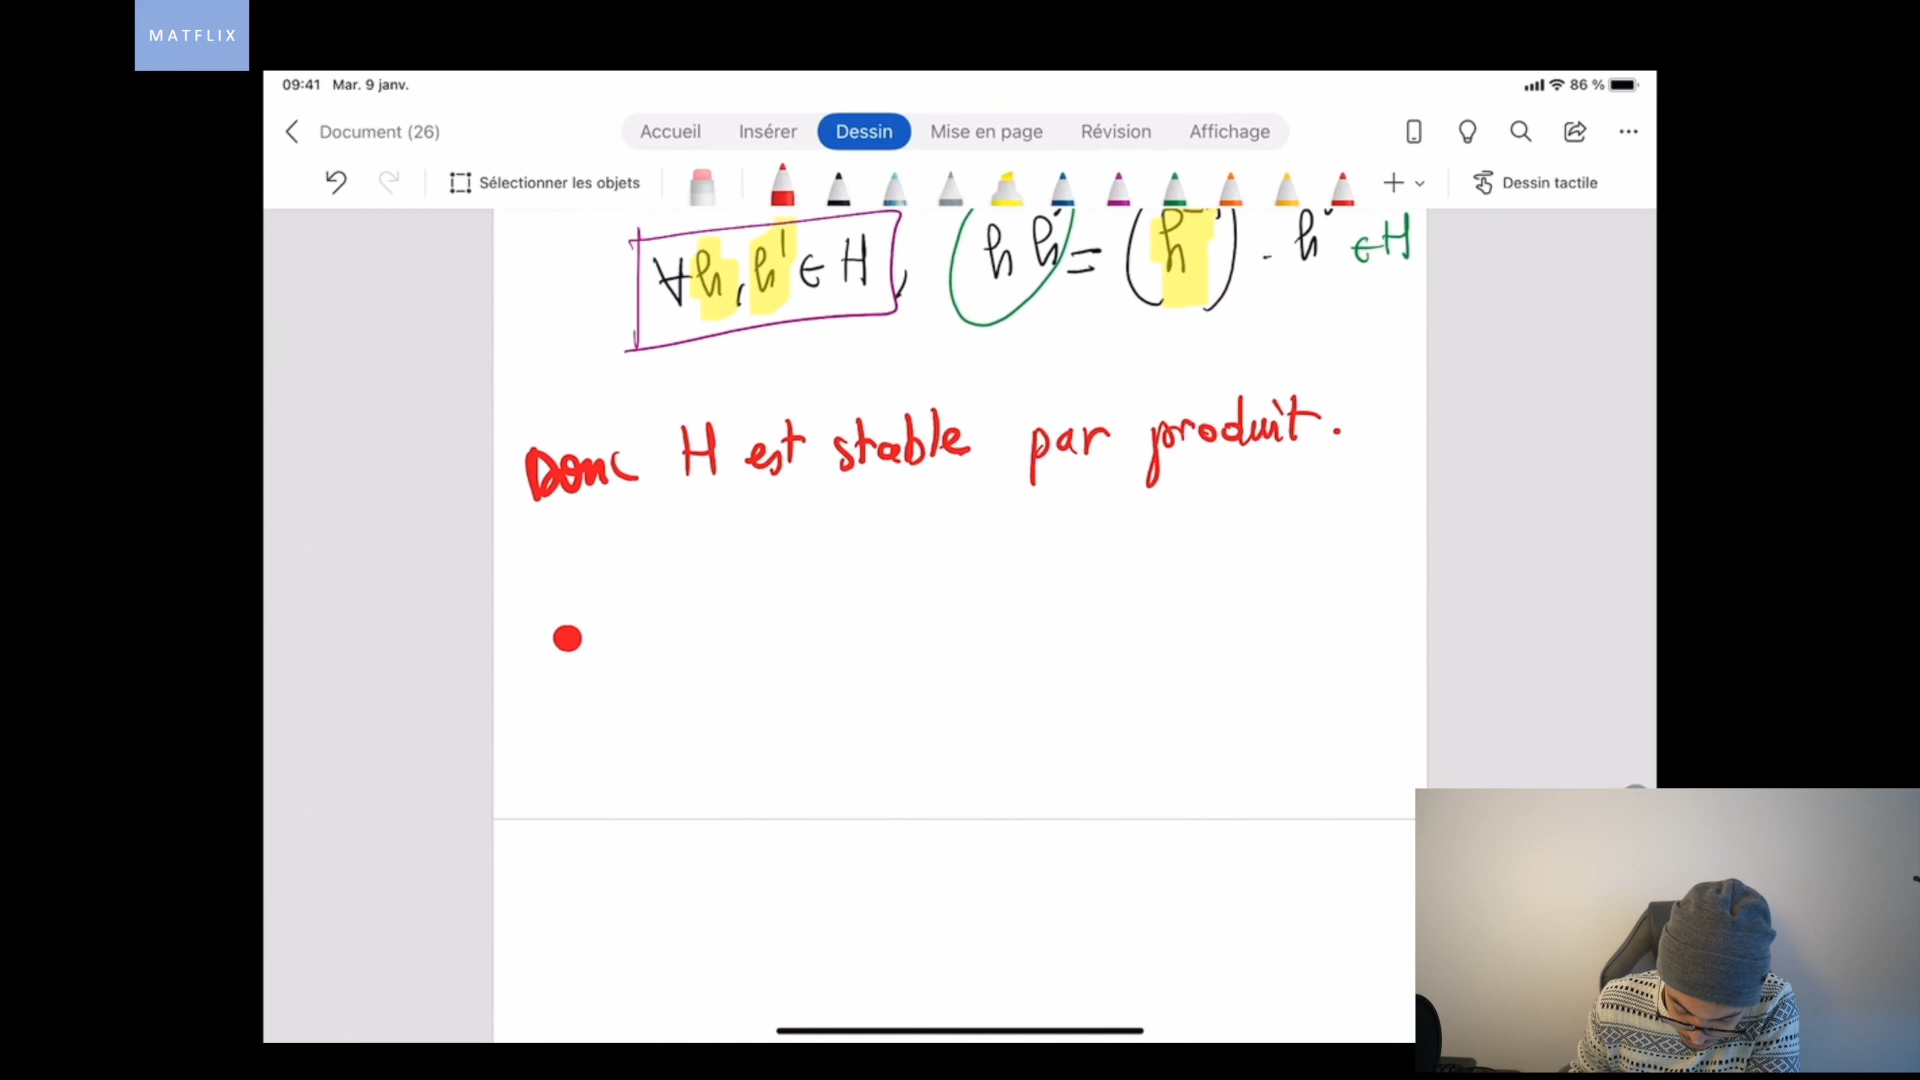 MATFLIX
09:41 Mar. 9 janv. 86 %
Document (26) Accueil Insérer Dessin Mise en page Révision Affichage
Sélectionner les objets Dessin tactile
∀h, h' ∈ H, h h' = (h ) . h' ∈ H
Donc H est stable par produit.